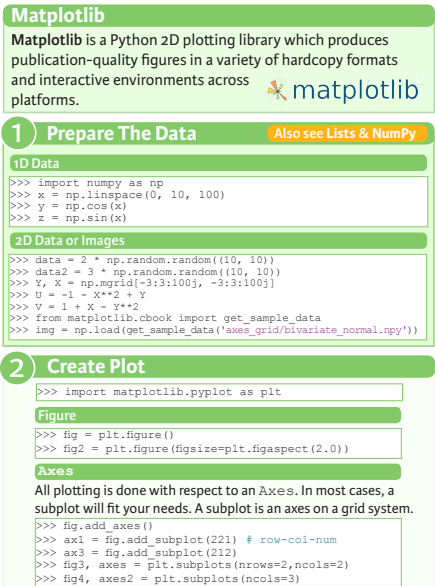 Matplotlib
Matplotlib is a Python 2D plotting library which produces
publication-quality figures in a variety of hardcopy formats
and interactive environments across
platforms.
matplotlib
1 Prepare The Data Also see Lists & NumPy
1D Data
>>> import numpy as np
>>> x = np.linspace(0, 10, 100)
>>> y = np.cos(x)
>>> z = np.sin(x)
2D Data or Images
>>> data = 2 * np.random.random((10, 10))
>>> data2 = 3 * np.random.random((10, 10))
>>> Y, X = np.mgrid[-3:3:100j, -3:3:100j]
>>> U = -1 - X**2 + Y
>>> V = 1 + X - Y**2
>>> from matplotlib.cbook import get_sample_data
>>> img = np.load(get_sample_data('axes_grid/bivariate_normal.npy'))
2 Create Plot
>>> import matplotlib.pyplot as plt
Figure
>>> fig = plt.figure()
>>> fig2 = plt.figure(figsize=plt.figaspect(2.0))
Axes
All plotting is done with respect to an Axes. In most cases, a
subplot will fit your needs. A subplot is an axes on a grid system.
>>> fig.add_axes()
>>> ax1 = fig.add_subplot(221) # row-col-num
>>> ax3 = fig.add_subplot(212)
>>> fig3, axes = plt.subplots(nrows=2,ncols=2)
>>> fig4, axes2 = plt.subplots(ncols=3)